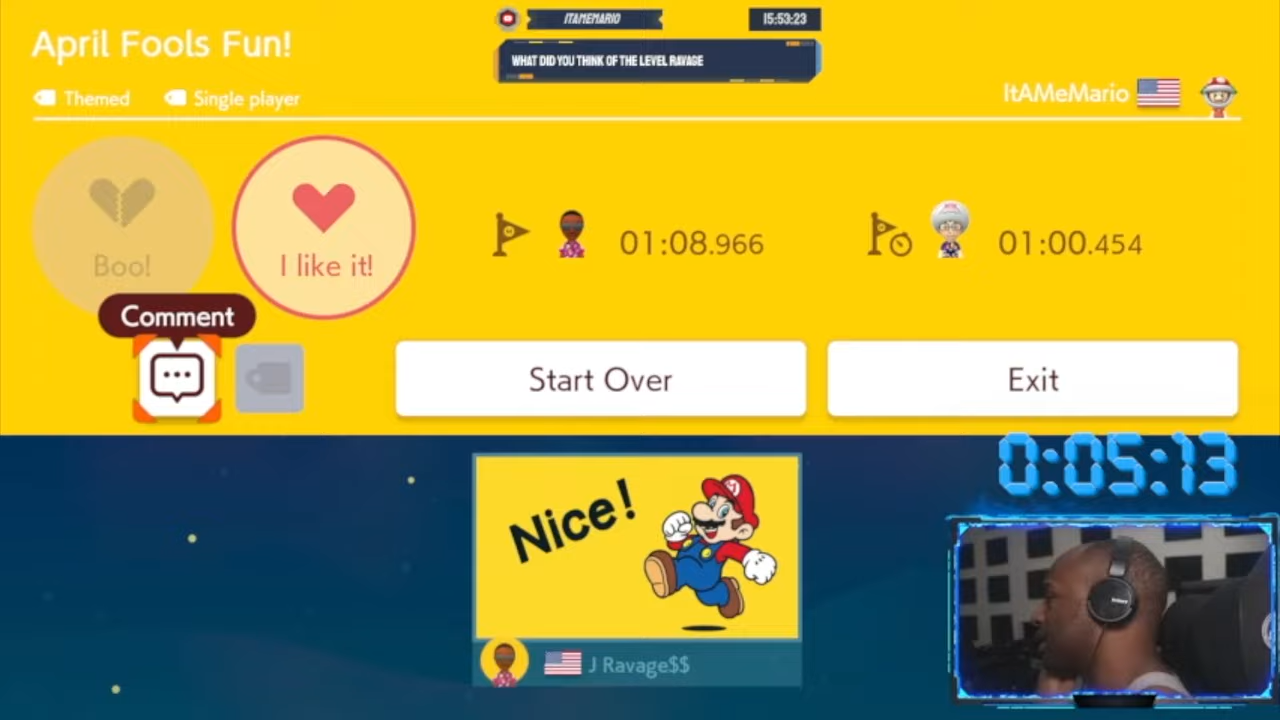 April Fools Fun!
ITAMEMARIO
15:53:23
WHAT DID YOU THINK OF THE LEVEL RAVAGE
Themed
Single player
ItAMeMario
Boo!
I like it!
01:08.966
01:00.454
Comment
Start Over
Exit
0:05:13
Nice!
J Ravage$$